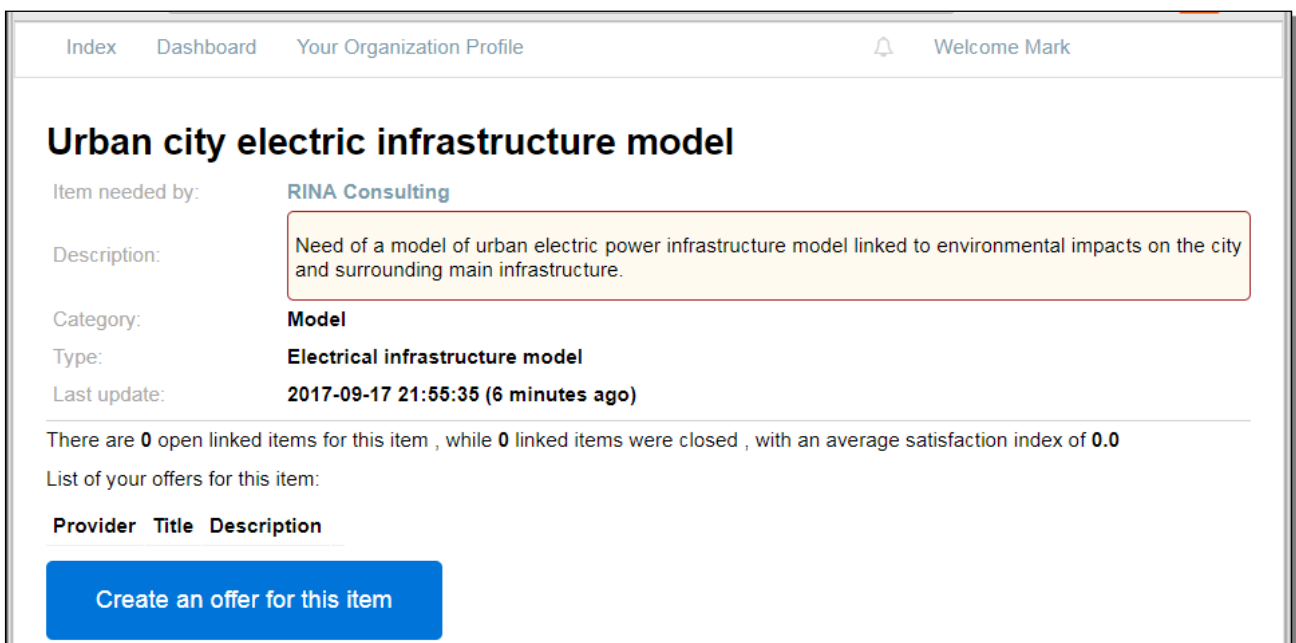 Index Dashboard Your Organization Profile Welcome Mark
Urban city electric infrastructure model
Item needed by: RINA Consulting
Description: Need of a model of urban electric power infrastructure model linked to environmental impacts on the city
and surrounding main infrastructure.
Category: Model
Type: Electrical infrastructure model
Last update: 2017-09-17 21:55:35 (6 minutes ago)
There are 0 open linked items for this item , while 0 linked items were closed , with an average satisfaction index of 0.0
List of your offers for this item:
Provider Title Description
Create an offer for this item